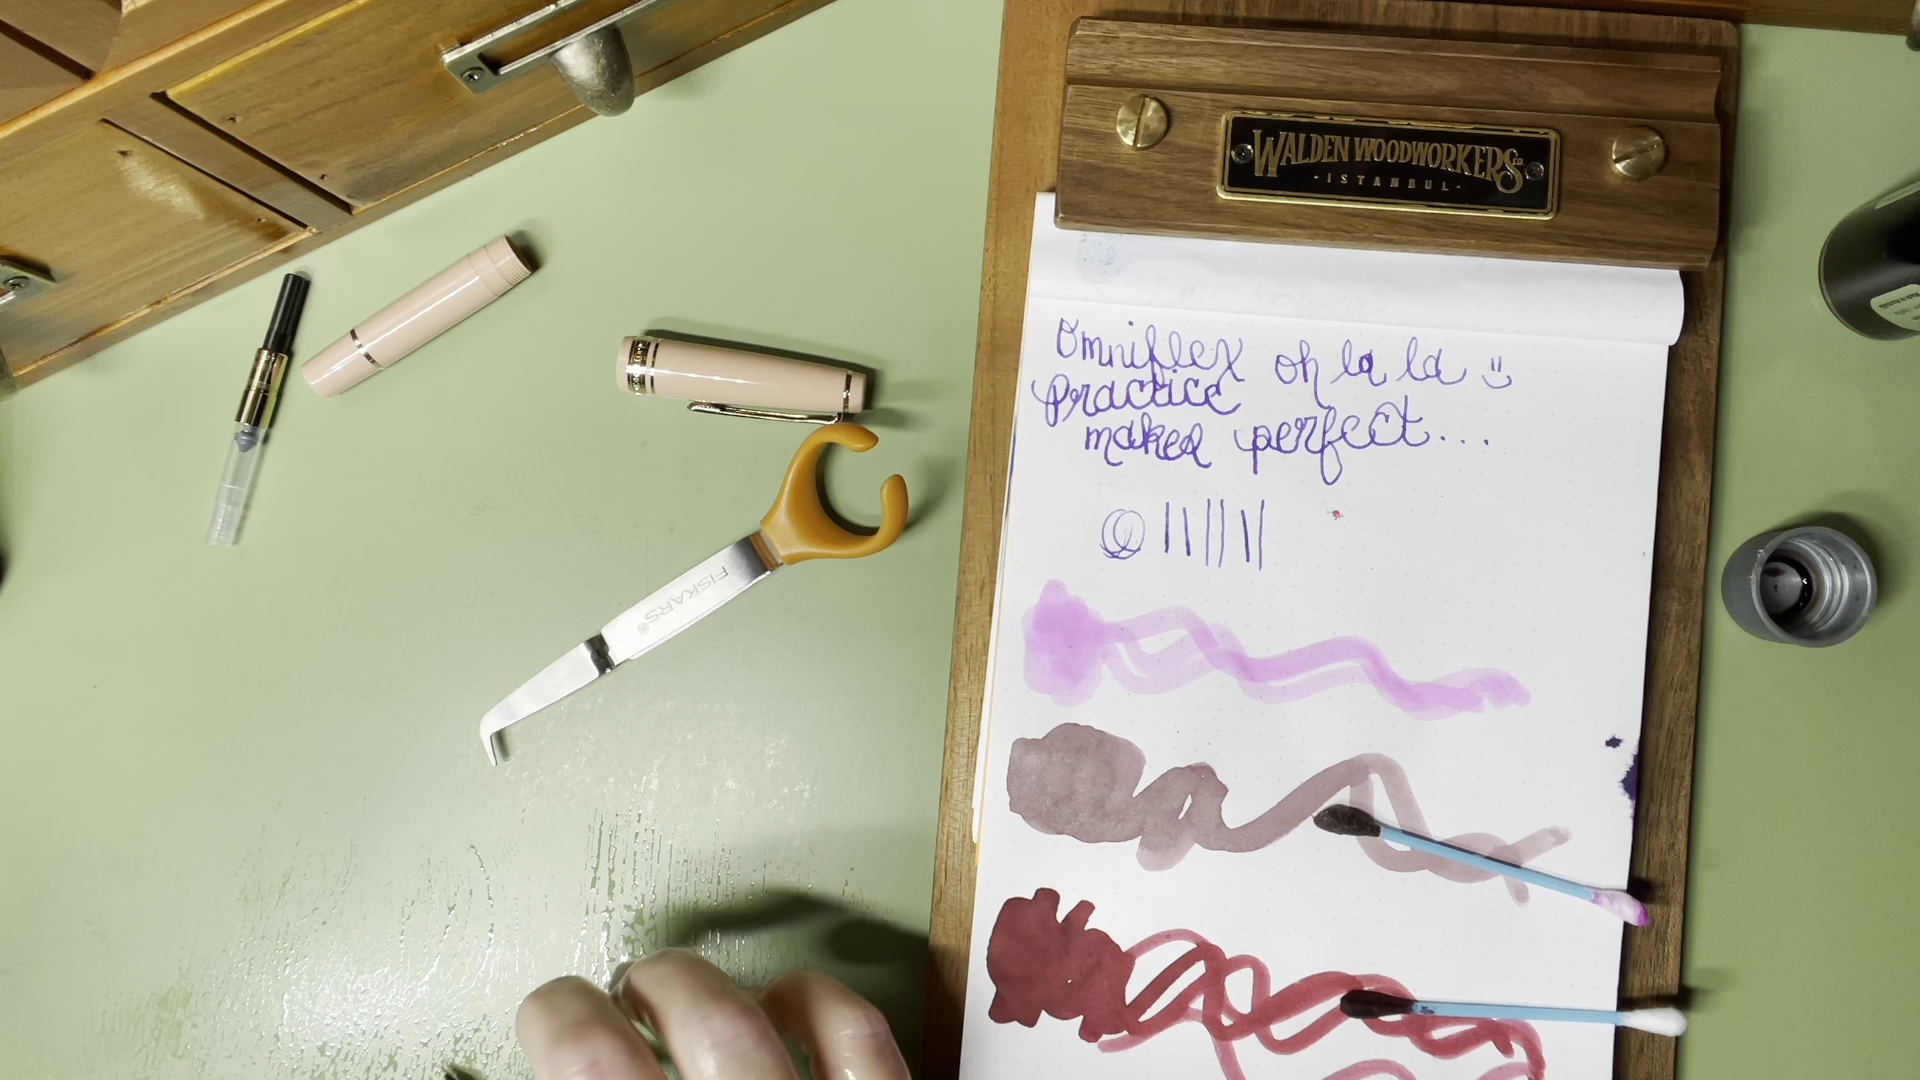 WALDEN WOODWORKERS
- ISTANBUL -
Omniflex oh la la
practice
makes perfect...
FISKARS®